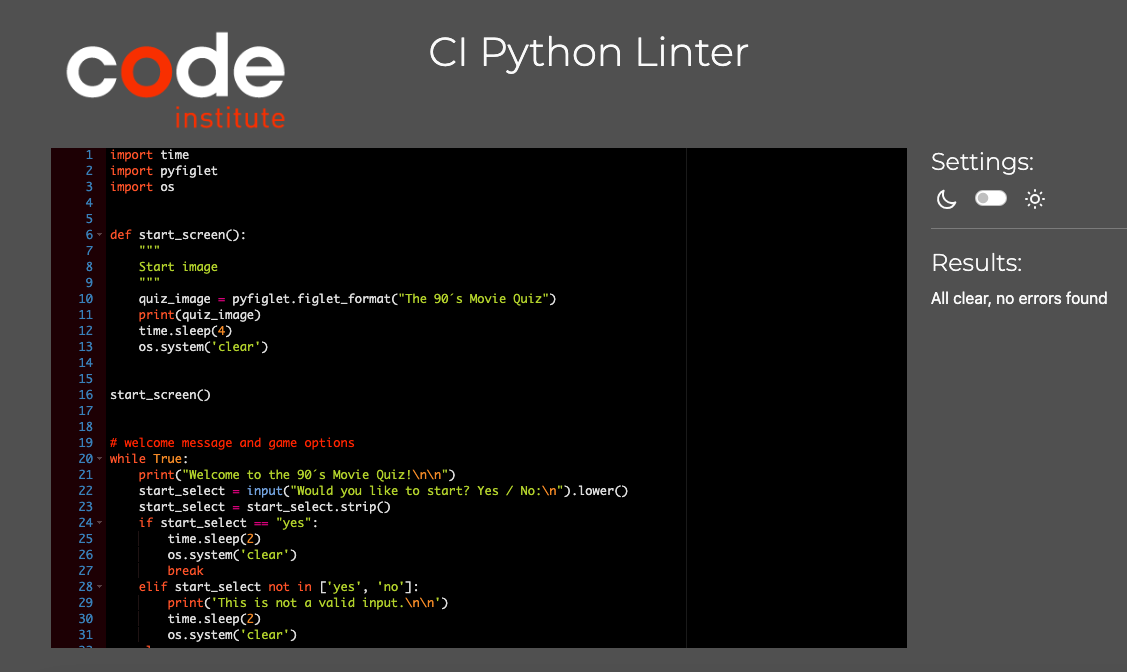 code
institute
CI Python Linter
1 import time
2 import pyfiglet
3 import os
4
5
6 def start_screen():
7     """
8     Start image
9     """
10     quiz_image = pyfiglet.figlet_format("The 90´s Movie Quiz")
11     print(quiz_image)
12     time.sleep(4)
13     os.system('clear')
14
15
16 start_screen()
17
18
19 # welcome message and game options
20 while True:
21     print("Welcome to the 90´s Movie Quiz!\n\n")
22     start_select = input("Would you like to start? Yes / No:\n").lower()
23     start_select = start_select.strip()
24     if start_select == "yes":
25         time.sleep(2)
26         os.system('clear')
27         break
28     elif start_select not in ['yes', 'no']:
29         print('This is not a valid input.\n\n')
30         time.sleep(2)
31         os.system('clear')
Settings:
Results:
All clear, no errors found